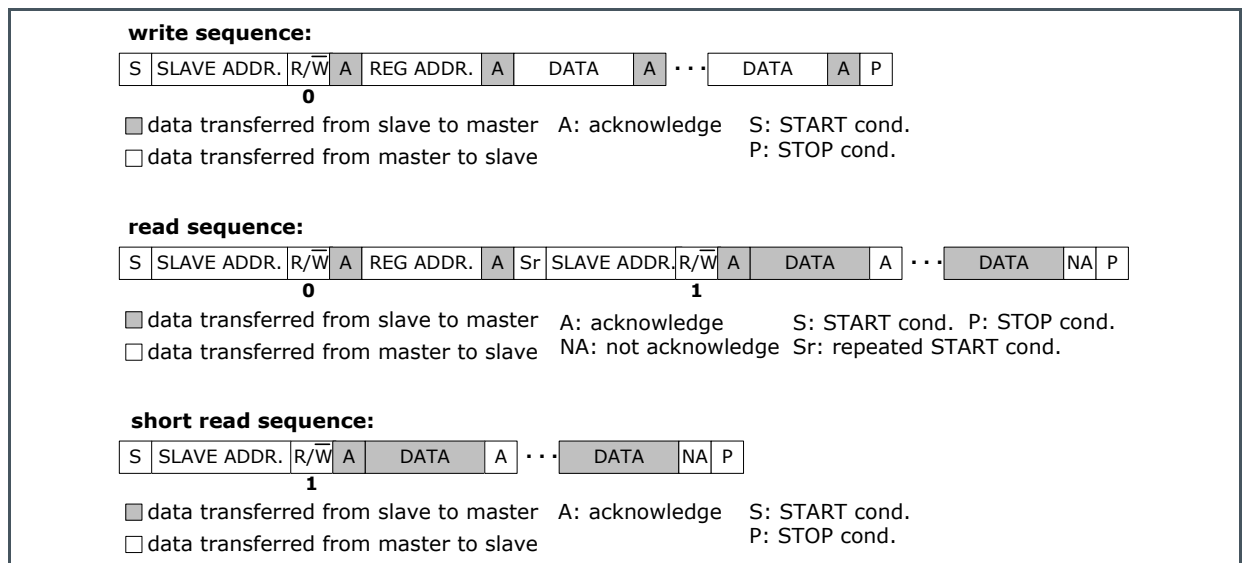 write sequence:
S SLAVE ADDR. R/W̅ A REG ADDR. A DATA A ··· DATA A P
0
data transferred from slave to master A: acknowledge S: START cond.
data transferred from master to slave P: STOP cond.
read sequence:
S SLAVE ADDR. R/W̅ A REG ADDR. A Sr SLAVE ADDR. R/W̅ A DATA A ··· DATA NA P
0 1
data transferred from slave to master A: acknowledge S: START cond. P: STOP cond.
data transferred from master to slave NA: not acknowledge Sr: repeated START cond.
short read sequence:
S SLAVE ADDR. R/W̅ A DATA A ··· DATA NA P
1
data transferred from slave to master A: acknowledge S: START cond.
data transferred from master to slave P: STOP cond.